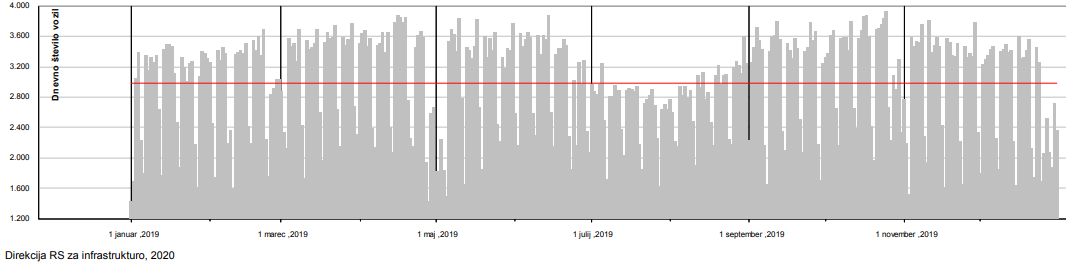 4.000
3.600
3.200
2.800
2.400
2.000
1.600
1.200
Dnevno število vozil
1 januar ,2019
1 marec ,2019
1 maj ,2019
1 julij ,2019
1 september ,2019
1 november ,2019
Direkcija RS za infrastrukturo, 2020